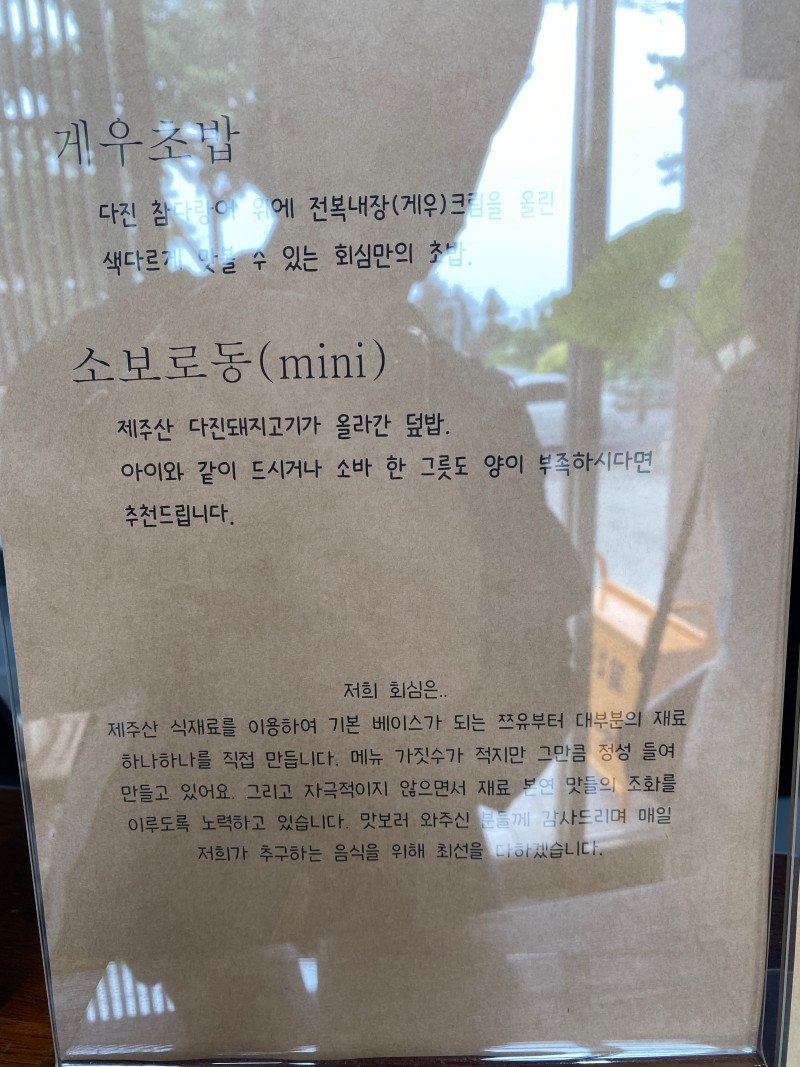 게우초밥
다진 참다랑어 위에 전복내장(게우)크림을 올린
색다르게 맛볼 수 있는 회심만의 초밥.
소보로동(mini)
제주산 다진돼지고기가 올라간 덮밥.
아이와 같이 드시거나 소바 한 그릇도 양이 부족하시다면
추천드립니다.
저희 회심은..
제주산 식재료를 이용하여 기본 베이스가 되는 쯔유부터 대부분의 재료
하나하나를 직접 만듭니다. 메뉴 가짓수가 적지만 그만큼 정성 들여
만들고 있어요. 그리고 자극적이지 않으면서 재료 본연 맛들의 조화를
이루도록 노력하고 있습니다. 맛보러 와주신 분들께 감사드리며 매일
저희가 추구하는 음식을 위해 최선을 다하겠습니다.